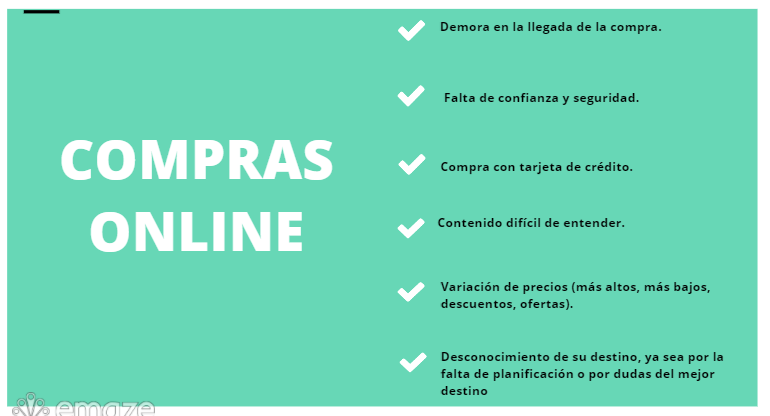 COMPRAS
ONLINE
Demora en la llegada de la compra.
Falta de confianza y seguridad.
Compra con tarjeta de crédito.
Contenido difícil de entender.
Variación de precios (más altos, más bajos,
descuentos, ofertas).
Desconocimiento de su destino, ya sea por la
falta de planificación o por dudas del mejor
destino
emaze